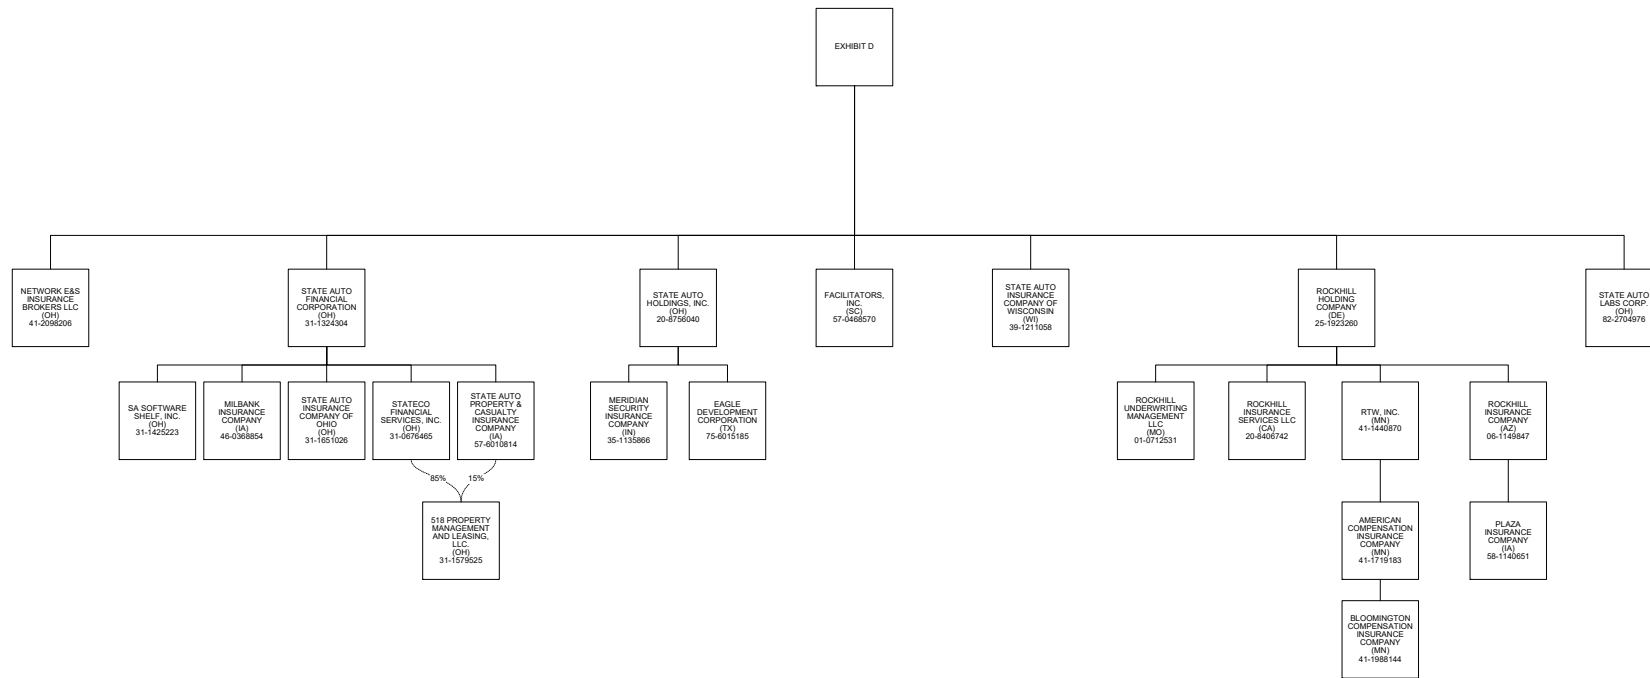 EXHIBIT D
NETWORK E&S
INSURANCE
BROKERS LLC
(OH)
41-2098206
STATE AUTO
FINANCIAL
CORPORATION
(OH)
31-1324304
STATE AUTO
HOLDINGS, INC.
(OH)
20-8756040
FACILITATORS,
INC.
(SC)
57-0468570
STATE AUTO
INSURANCE
COMPANY OF
WISCONSIN
(WI)
39-1211058
ROCKHILL
HOLDING
COMPANY
(DE)
25-1923260
STATE AUTO
LABS CORP.
(OH)
82-2704976
SA SOFTWARE
SHELF, INC.
(OH)
31-1425223
MILBANK
INSURANCE
COMPANY
(IA)
46-0368854
STATE AUTO
INSURANCE
COMPANY OF
OHIO
(OH)
31-1651026
STATECO
FINANCIAL
SERVICES, INC.
(OH)
31-0676465
STATE AUTO
PROPERTY &
CASUALTY
INSURANCE
COMPANY
(IA)
57-6010814
MERIDIAN
SECURITY
INSURANCE
COMPANY
(IN)
35-1135866
EAGLE
DEVELOPMENT
CORPORATION
(TX)
75-6015185
ROCKHILL
UNDERWRITING
MANAGEMENT
LLC
(MO)
01-0712531
ROCKHILL
INSURANCE
SERVICES LLC
(CA)
20-8406742
RTW, INC.
(MN)
41-1440870
ROCKHILL
INSURANCE
COMPANY
(AZ)
06-1149847
85%
15%
518 PROPERTY
MANAGEMENT
AND LEASING,
LLC.
(OH)
31-1579525
AMERICAN
COMPENSATION
INSURANCE
COMPANY
(MN)
41-1719183
PLAZA
INSURANCE
COMPANY
(IA)
58-1140651
BLOOMINGTON
COMPENSATION
INSURANCE
COMPANY
(MN)
41-1988144